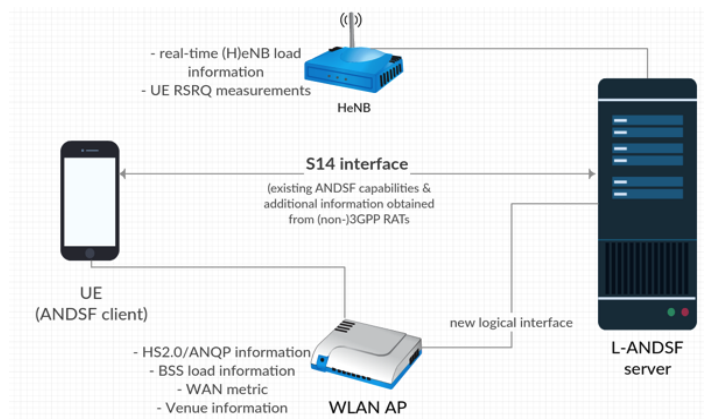 - real-time (H)eNB load
information
- UE RSRQ measurements
HeNB
S14 interface
(existing ANDSF capabilities &
additional information obtained
from (non-)3GPP RATs
UE
(ANDSF client)
new logical interface
L-ANDSF
server
- HS2.0/ANQP information
- BSS load information
- WAN metric
- Venue information
WLAN AP